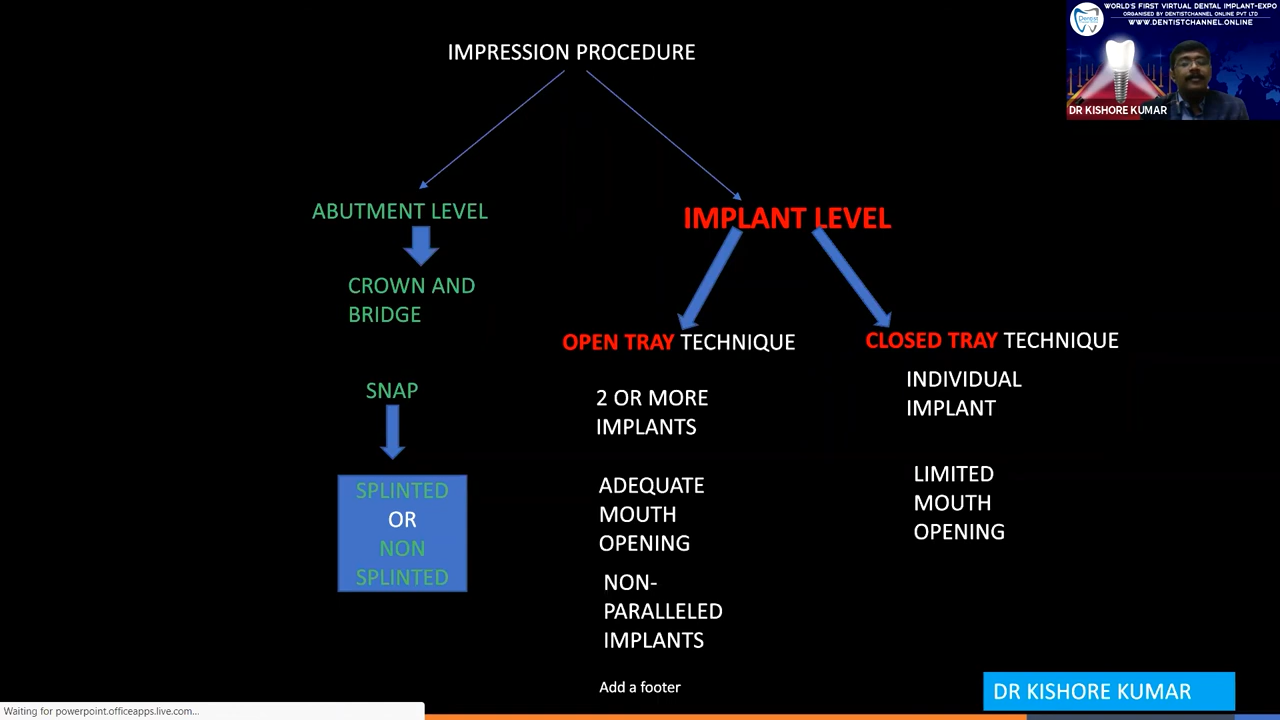 WORLD'S FIRST VIRTUAL DENTAL IMPLANT-EXPO
ORGANISED BY DENTISTCHANNEL ONLINE PVT LTD
WWW.DENTISTCHANNEL.ONLINE
Dentist
DR KISHORE KUMAR
IMPRESSION PROCEDURE
ABUTMENT LEVEL
CROWN AND
BRIDGE
SNAP
SPLINTED
OR
NON
SPLINTED
IMPLANT LEVEL
OPEN TRAY TECHNIQUE
2 OR MORE
IMPLANTS
ADEQUATE
MOUTH
OPENING
NON-
PARALLELED
IMPLANTS
CLOSED TRAY TECHNIQUE
INDIVIDUAL
IMPLANT
LIMITED
MOUTH
OPENING
Add a footer
DR KISHORE KUMAR
Waiting for powerpoint.officeapps.live.com...